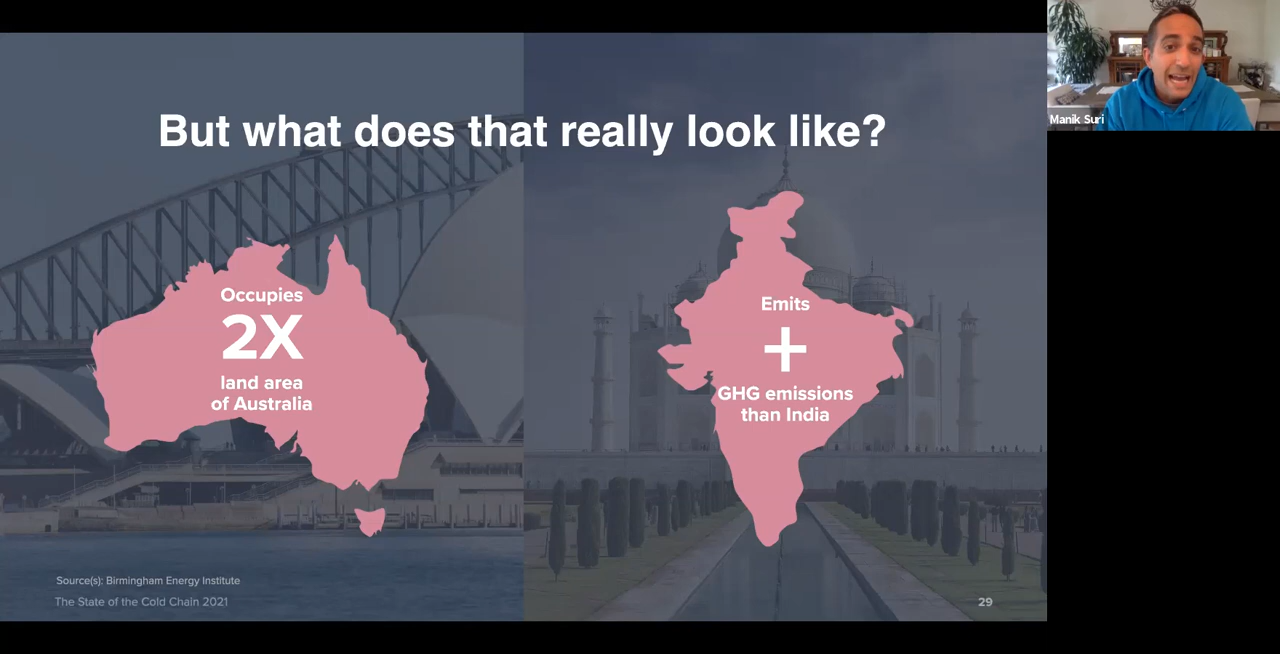 But what does that really look like?
Occupies
2X
land area
of Australia
Emits
+
GHG emissions
than India
Source(s): Birmingham Energy Institute
The State of the Cold Chain 2021
29
Manik Suri